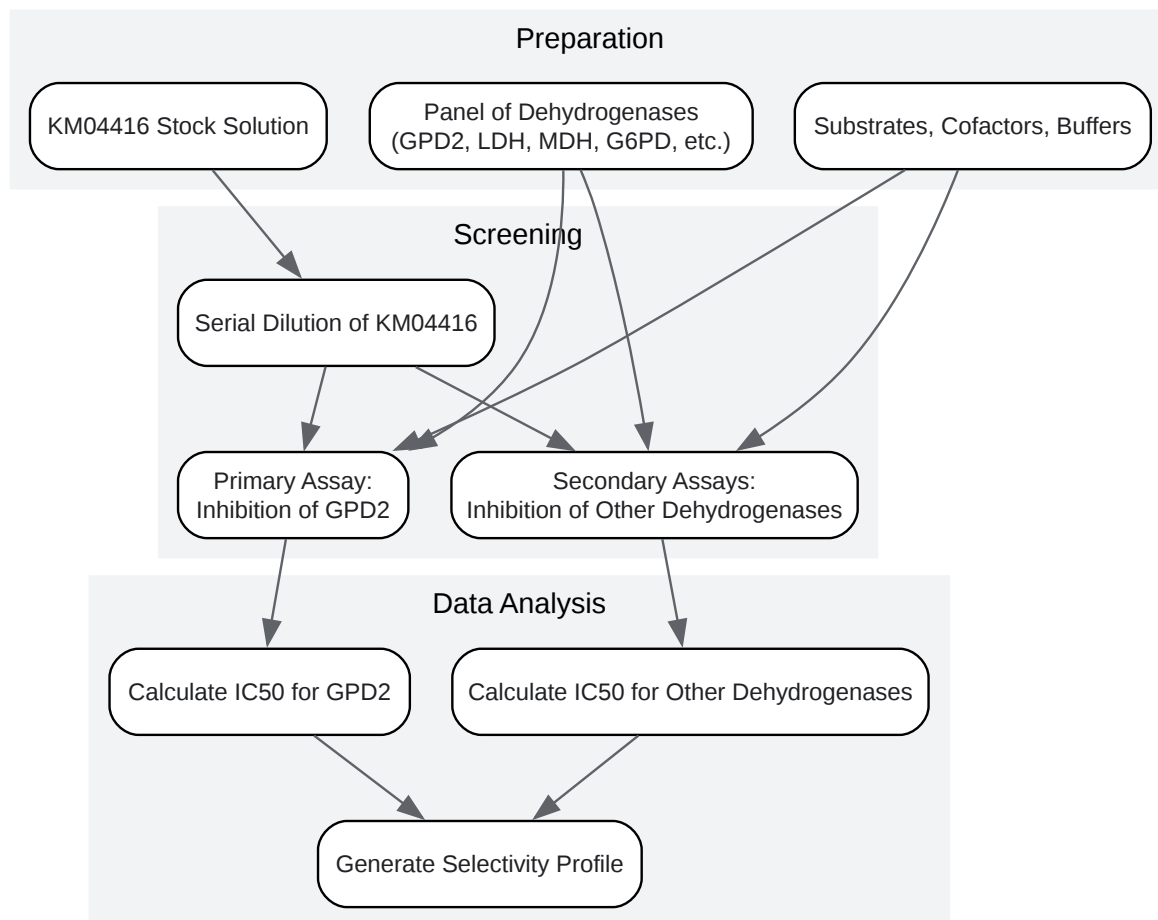 Preparation
KM04416 Stock Solution
Panel of Dehydrogenases
(GPD2, LDH, MDH, G6PD, etc.)
Substrates, Cofactors, Buffers
Screening
Serial Dilution of KM04416
Primary Assay:
Inhibition of GPD2
Secondary Assays:
Inhibition of Other Dehydrogenases
Data Analysis
Calculate IC50 for GPD2
Calculate IC50 for Other Dehydrogenases
Generate Selectivity Profile